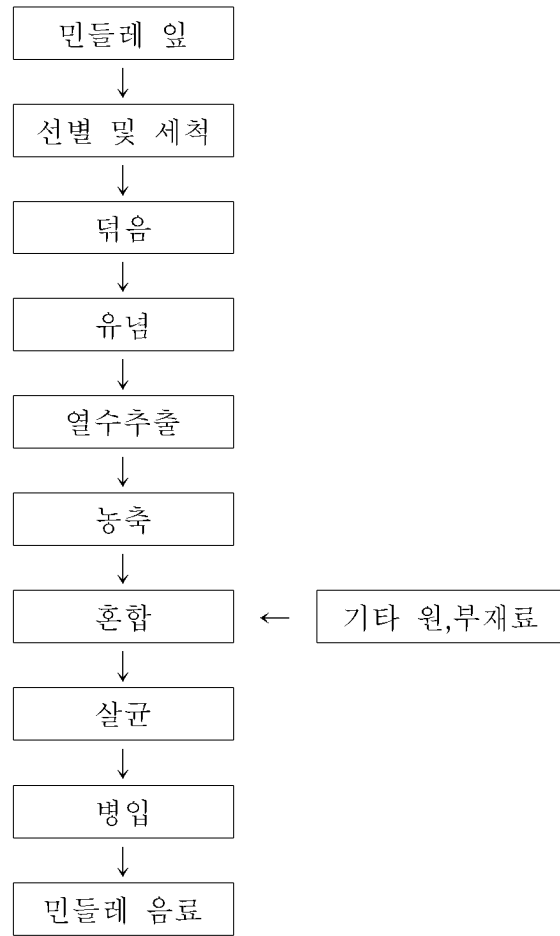 민들레 잎
선별 및 세척
덖음
유념
열수추출
농축
혼합
기타 원,부재료
살균
병입
민들레 음료